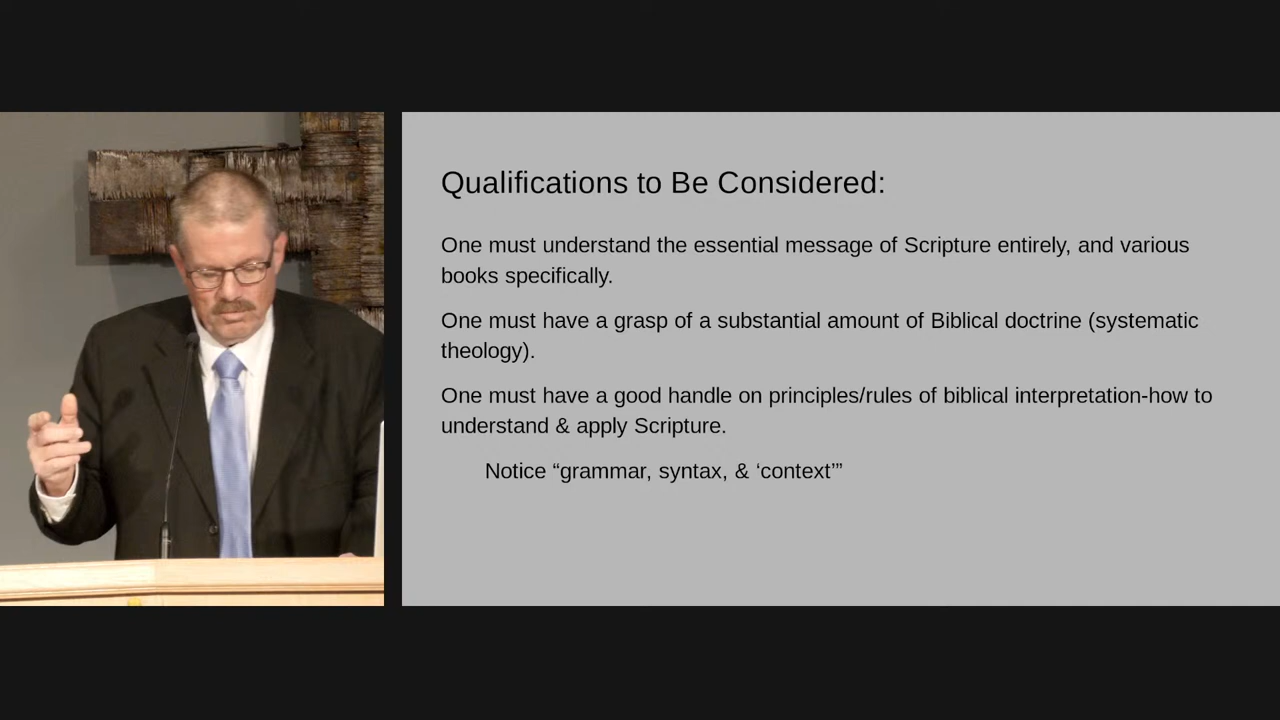 Qualifications to Be Considered:
One must understand the essential message of Scripture entirely, and various
books specifically.
One must have a grasp of a substantial amount of Biblical doctrine (systematic
theology).
One must have a good handle on principles/rules of biblical interpretation-how to
understand & apply Scripture.
Notice “grammar, syntax, & ‘context’”